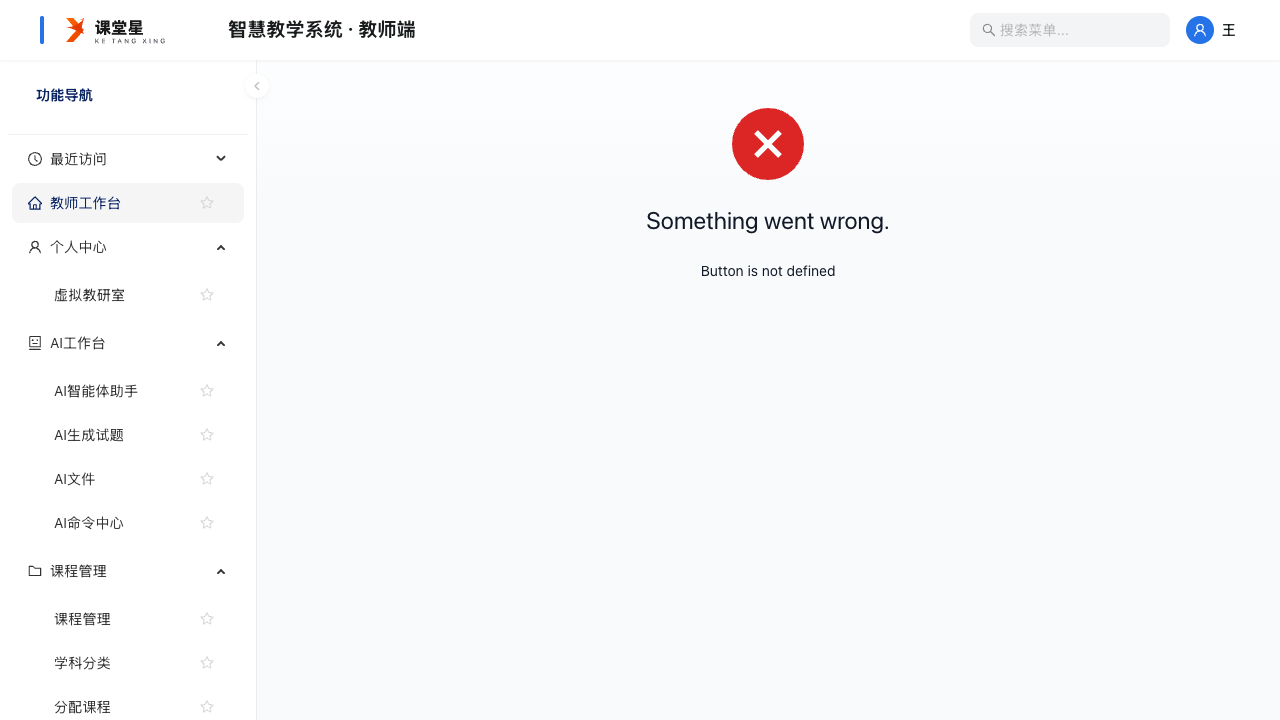 课堂星
KE TANG XING
智慧教学系统 · 教师端
搜索菜单...
王
功能导航
最近访问
教师工作台
个人中心
虚拟教研室
AI工作台
AI智能体助手
AI生成试题
AI文件
AI命令中心
课程管理
课程管理
学科分类
分配课程
Something went wrong.
Button is not defined